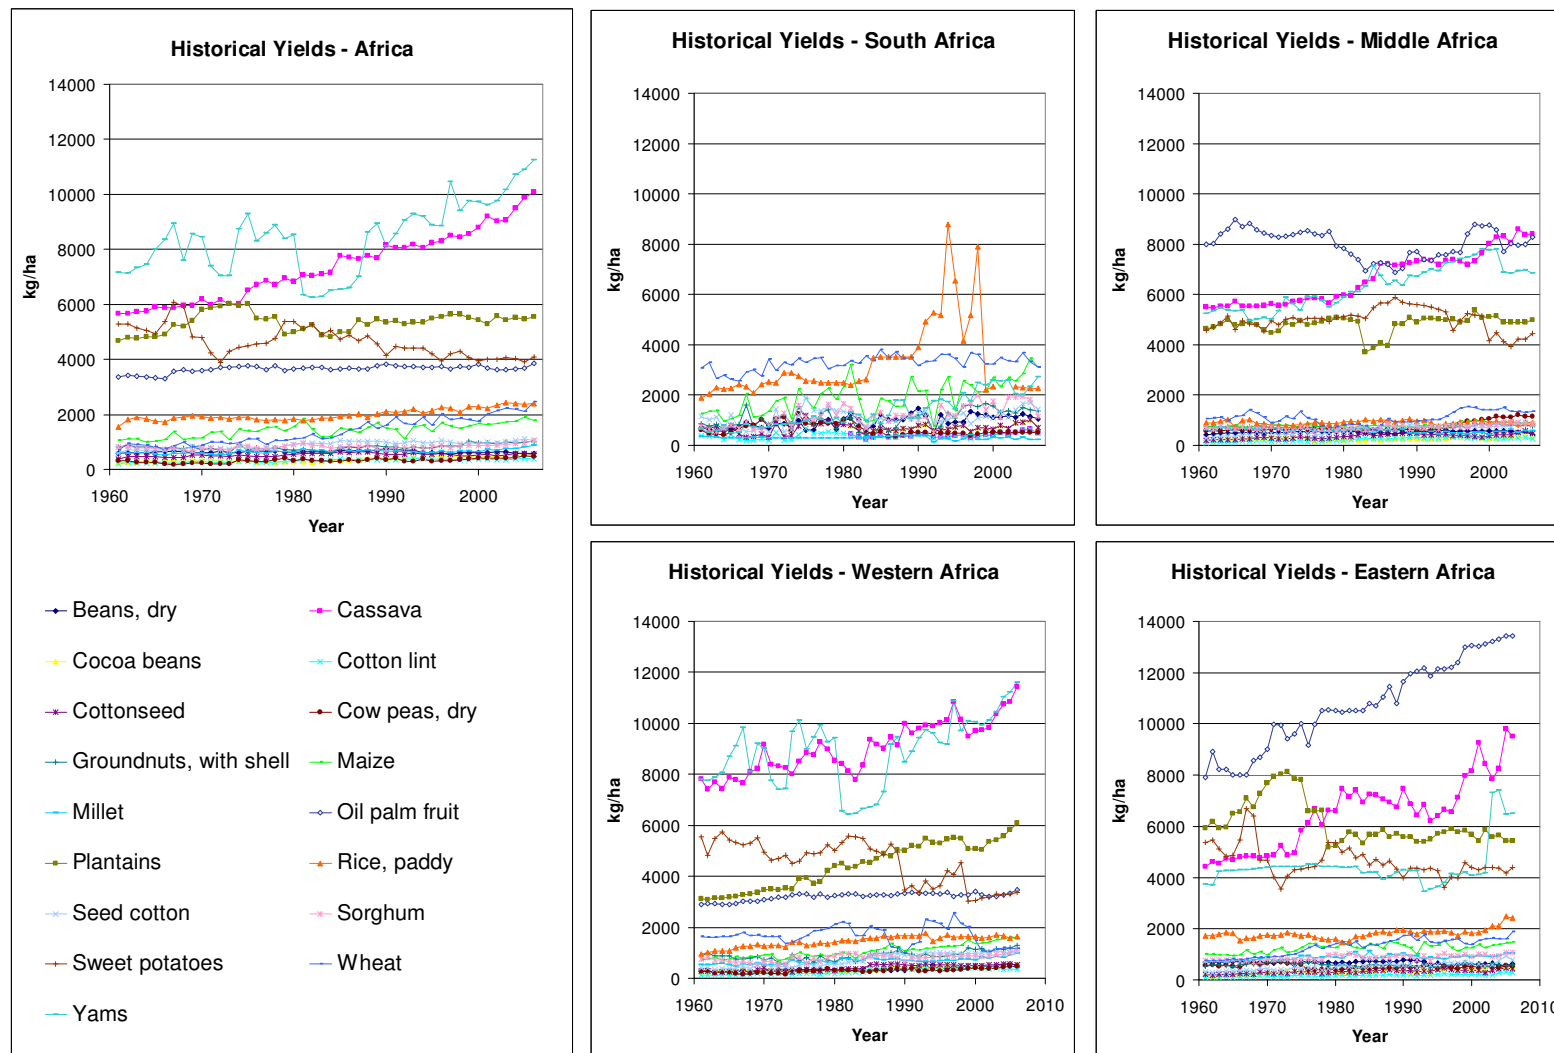 Historical Yields - Africa
14000
12000
10000
8000
6000
4000
2000
0
kg/ha
1960 1970 1980 1990 2000
Year
Historical Yields - South Africa
14000
12000
10000
8000
6000
4000
2000
0
kg/ha
1960 1970 1980 1990 2000
Year
Historical Yields - Middle Africa
14000
12000
10000
8000
6000
4000
2000
0
kg/ha
1960 1970 1980 1990 2000
Year
Beans, dry Cassava
Cocoa beans Cotton lint
Cottonseed Cow peas, dry
Groundnuts, with shell Maize
Millet Oil palm fruit
Plantains Rice, paddy
Seed cotton Sorghum
Sweet potatoes Wheat
Yams
Historical Yields - Western Africa
14000
12000
10000
8000
6000
4000
2000
0
kg/ha
1960 1970 1980 1990 2000 2010
Year
Historical Yields - Eastern Africa
14000
12000
10000
8000
6000
4000
2000
0
kg/ha
1960 1970 1980 1990 2000 2010
Year